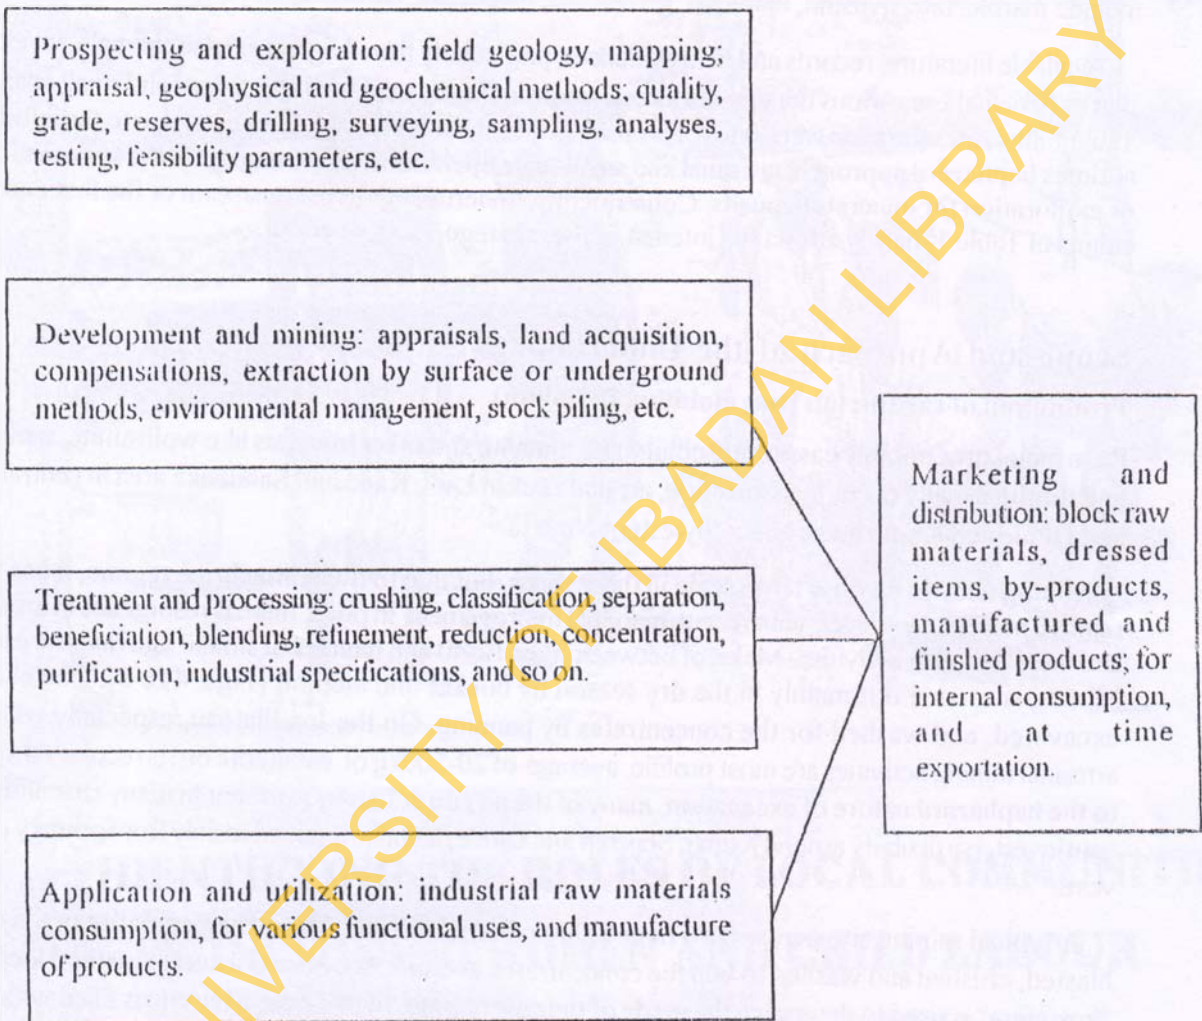 Prospecting and exploration: field geology, mapping;
appraisal, geophysical and geochemical methods; quality,
grade, reserves, drilling, surveying, sampling, analyses,
testing, feasibility parameters, etc.
Development and mining: appraisals, land acquisition,
compensations, extraction by surface or underground
methods, environmental management, stock piling, etc.
Treatment and processing: crushing, classification, separation,
beneficiation, blending, refinement, reduction, concentration,
purification, industrial specifications, and so on.
Application and utilization: industrial raw materials
consumption, for various functional uses, and manufacture
of products.
Marketing and
distribution: block raw
materials, dressed
items, by-products,
manufactured and
finished products; for
internal consumption,
and at time
exportation.
IVERSITY OF IBADAN LIBRARY